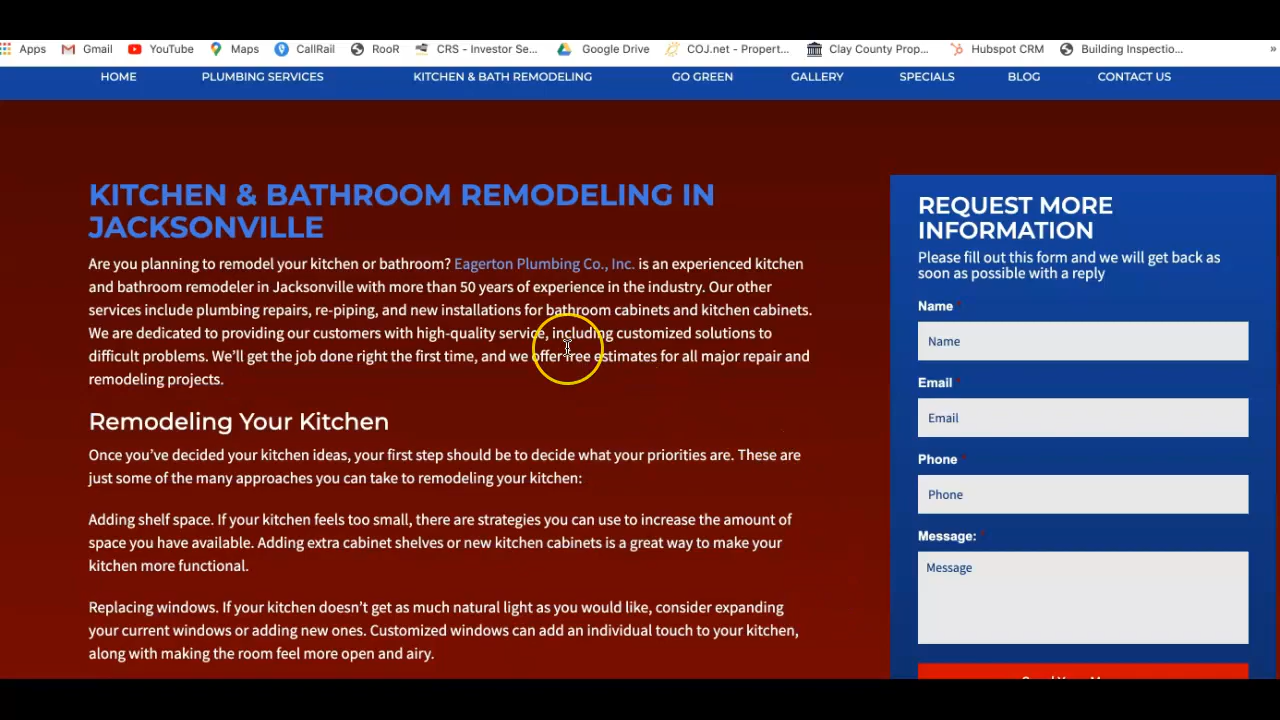 Apps Gmail YouTube Maps CallRail RooR CRS - Investor Se... Google Drive COJ.net - Propert... Clay County Prop... Hubspot CRM Building Inspectio... »
HOME PLUMBING SERVICES KITCHEN & BATH REMODELING GO GREEN GALLERY SPECIALS BLOG CONTACT US
KITCHEN & BATHROOM REMODELING IN
JACKSONVILLE
Are you planning to remodel your kitchen or bathroom? Eagerton Plumbing Co., Inc. is an experienced kitchen
and bathroom remodeler in Jacksonville with more than 50 years of experience in the industry. Our other
services include plumbing repairs, re-piping, and new installations for bathroom cabinets and kitchen cabinets.
We are dedicated to providing our customers with high-quality service, including customized solutions to
difficult problems. We'll get the job done right the first time, and we offer free estimates for all major repair and
remodeling projects.
Remodeling Your Kitchen
Once you've decided your kitchen ideas, your first step should be to decide what your priorities are. These are
just some of the many approaches you can take to remodeling your kitchen:
Adding shelf space. If your kitchen feels too small, there are strategies you can use to increase the amount of
space you have available. Adding extra cabinet shelves or new kitchen cabinets is a great way to make your
kitchen more functional.
Replacing windows. If your kitchen doesn't get as much natural light as you would like, consider expanding
your current windows or adding new ones. Customized windows can add an individual touch to your kitchen,
along with making the room feel more open and airy.
REQUEST MORE
INFORMATION
Please fill out this form and we will get back as
soon as possible with a reply
Name *
Name
Email *
Email
Phone *
Phone
Message: *
Message